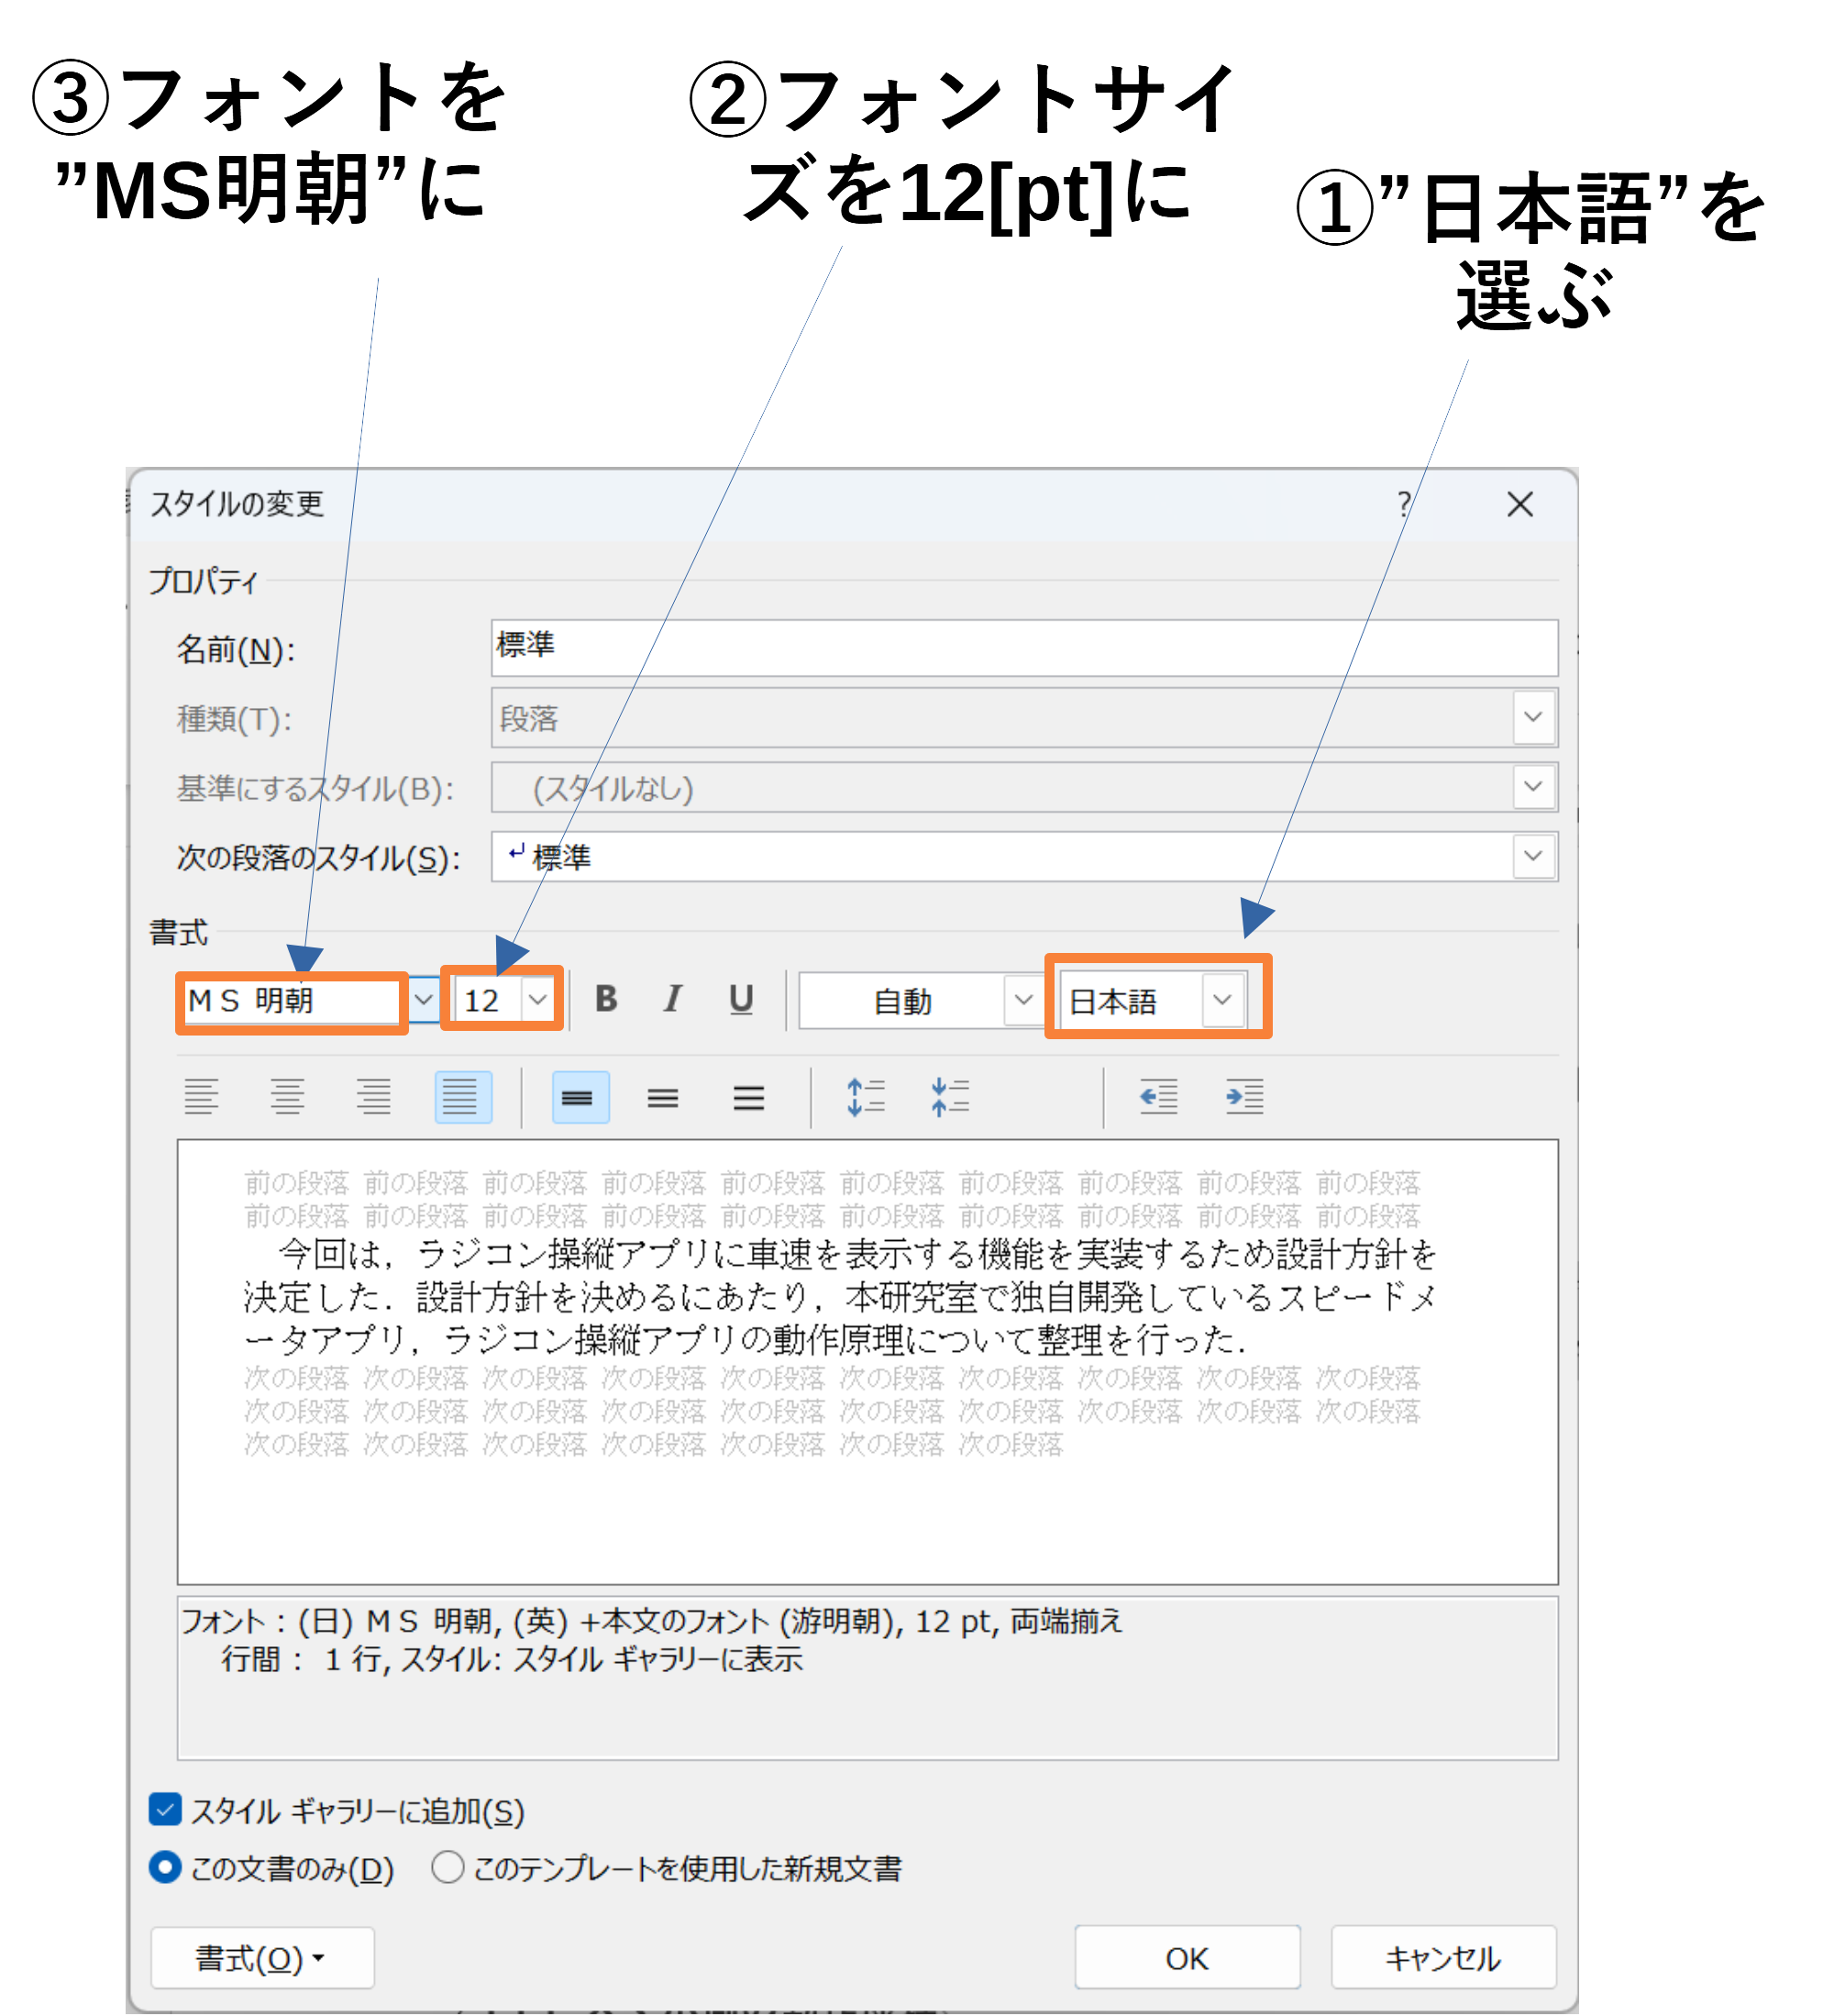 ③フォントを
”MS明朝”に
②フォントサイ
ズを12[pt]に
①”日本語”を
選ぶ
スタイルの変更
?
プロパティ
名前(N):
標準
種類(T):
段落
基準にするスタイル(B):
(スタイルなし)
次の段落のスタイル(S):
標準
書式
ＭＳ 明朝
12
B I U
自動
日本語
前の段落 前の段落 前の段落 前の段落 前の段落 前の段落 前の段落 前の段落 前の段落 前の段落
前の段落 前の段落 前の段落 前の段落 前の段落 前の段落 前の段落 前の段落 前の段落 前の段落
今回は，ラジコン操縦アプリに車速を表示する機能を実装するため設計方針を
決定した．設計方針を決めるにあたり，本研究室で独自開発しているスピードメ
ータアプリ，ラジコン操縦アプリの動作原理について整理を行った．
次の段落 次の段落 次の段落 次の段落 次の段落 次の段落 次の段落 次の段落 次の段落 次の段落
次の段落 次の段落 次の段落 次の段落 次の段落 次の段落 次の段落 次の段落 次の段落 次の段落
次の段落 次の段落 次の段落 次の段落 次の段落 次の段落 次の段落
フォント : (日) ＭＳ 明朝, (英) +本文のフォント (游明朝), 12 pt, 両端揃え
行間 : 1 行, スタイル: スタイル ギャラリーに表示
スタイル ギャラリーに追加(S)
この文書のみ(D)
このテンプレートを使用した新規文書
書式(O)
OK
キャンセル